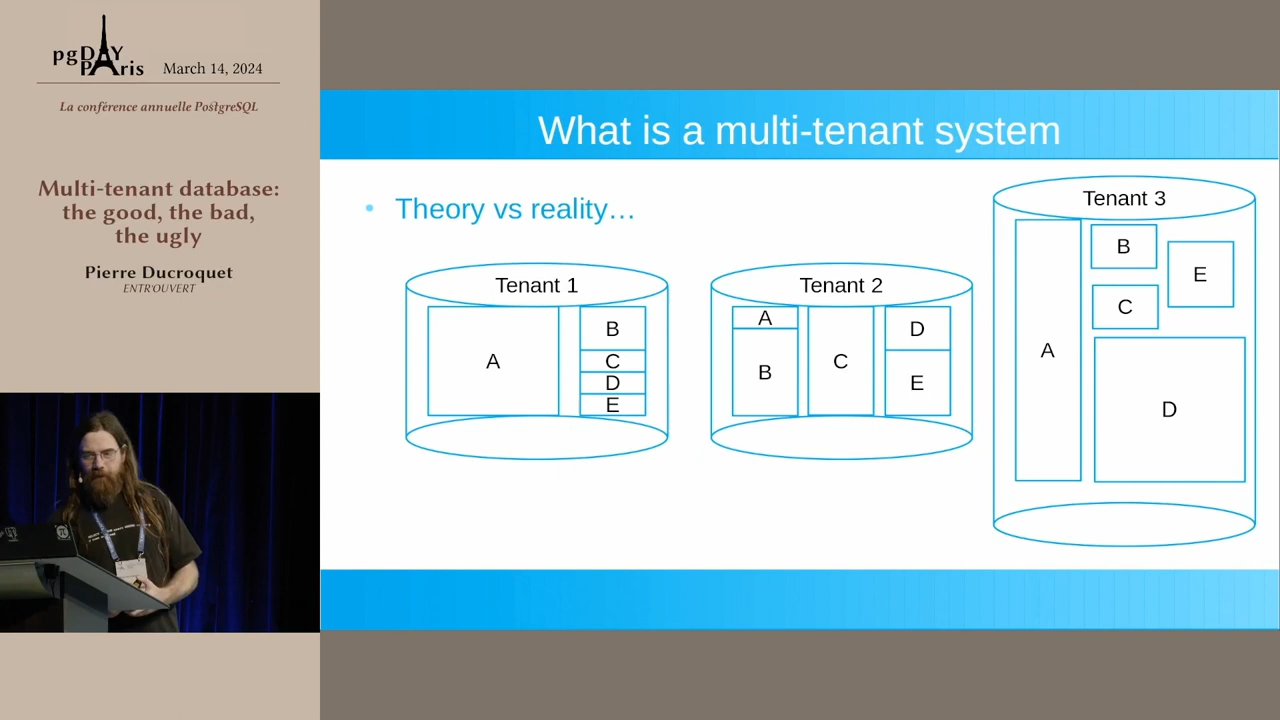 pgDAY
PAris
March 14, 2024
La conférence annuelle PostgreSQL
Multi-tenant database:
the good, the bad,
the ugly
Pierre Ducroquet
ENTR'OUVERT
What is a multi-tenant system
• Theory vs reality…
Tenant 1
A
B
C
D
E
Tenant 2
A
B
C
D
E
Tenant 3
A
B
C
E
D